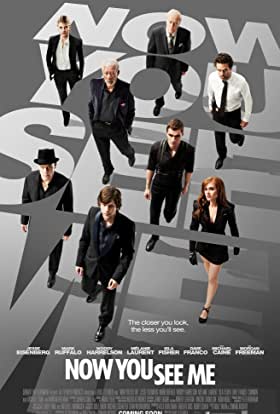 NOW
YOU
SEE
ME
The closer you look,
the less you'll see.
JESSE EISENBERG
MARK RUFFALO
WOODY HARRELSON
MÉLANIE LAURENT
ISLA FISHER
DAVE FRANCO
MICHAEL CAINE
MORGAN FREEMAN
NOW YOU SEE ME
COMING SOON